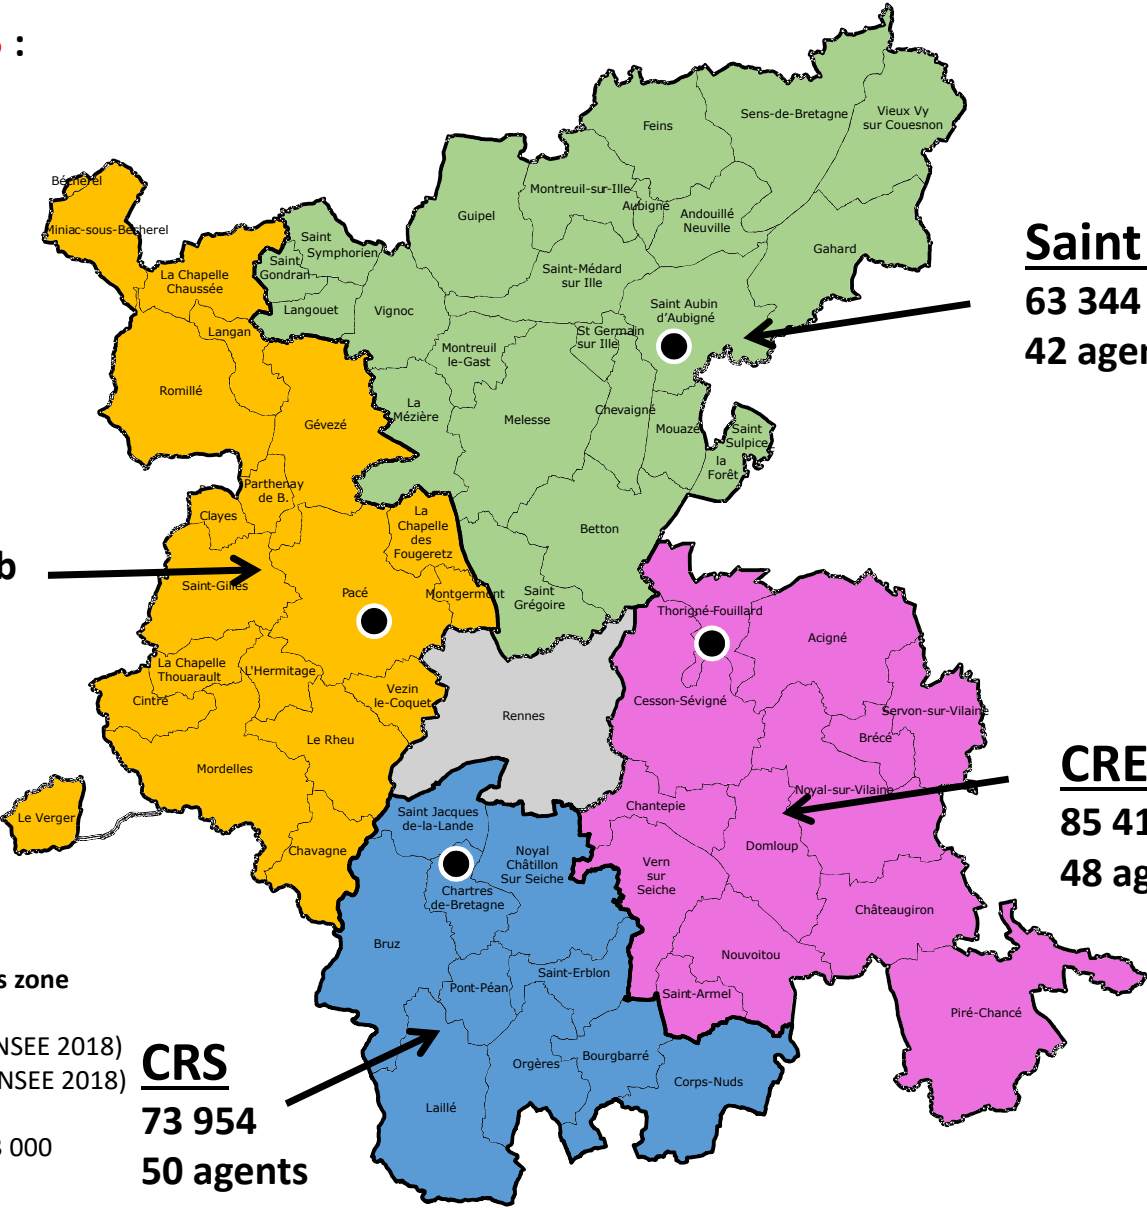 :
Feins
Sens-de-Bretagne
Vieux Vy
sur Couesnon
Bécherel
Miniac-sous-Bécherel
Montreuil-sur-Ille
Aubigné
Andouillé
Neuville
Guipel
Gahard
Saint
Symphorien
Saint
Gondran
Langouet
Vignoc
Saint-Médard
sur Ille
Saint Aubin
d'Aubigné
Saint
63 344
42 agen
La Chapelle
Chaussée
Langan
Romillé
Gévezé
St Germain
sur Ille
Montreuil
le-Gast
La
Mézière
Melesse
Chevaigné
Mouazé
Saint
Sulpice
la
Forêt
Parthenay
de B.
Clayes
La
Chapelle
des
Fougeretz
Betton
b
Saint-Gilles
Pacé
Montgermont
Saint
Grégoire
Thorigné-Fouillard
Acigné
La Chapelle
Thouarault
L'Hermitage
Cintré
Vezin
le-Coquet
Rennes
Cesson-Sévigné
Servon-sur-Vilaine
Brécé
Le Rheu
Mordelles
Noyal-sur-Vilaine
CRE
85 41
48 ag
Le Verger
Chavagne
Saint Jacques
de-la-Lande
Chantepie
Domloup
Noyal
Châtillon
Sur Seiche
Vern
sur
Seiche
Chartres
de-Bretagne
Châteaugiron
Bruz
Nouvoitou
Saint-Erblon
Pont-Péan
Saint-Armel
Piré-Chancé
s zone
NSEE 2018)
NSEE 2018)
000
CRS
73 954
50 agents
Orgères
Bourgbarré
Corps-Nuds
Laillé